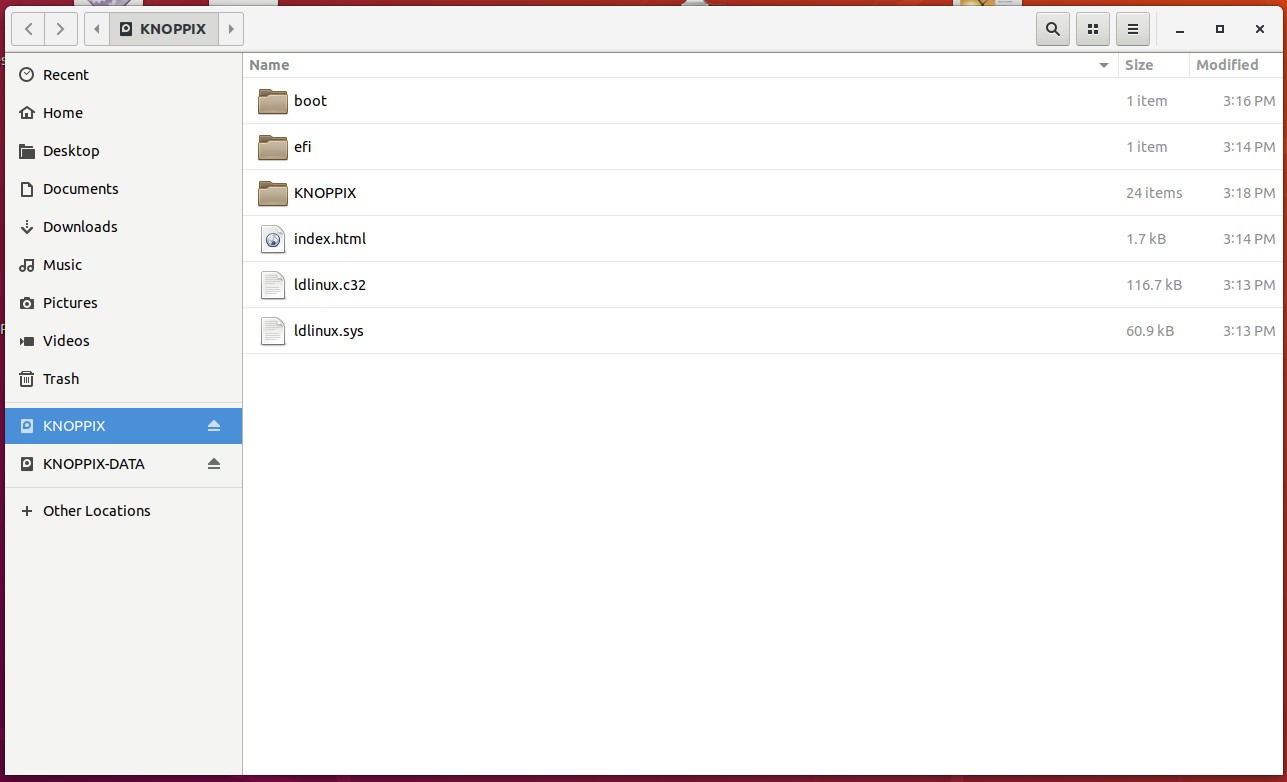 KNOPPIX
Recent
Home
Desktop
Documents
Downloads
Music
Pictures
Videos
Trash
KNOPPIX
KNOPPIX-DATA
Other Locations
Name Size Modified
boot 1 item 3:16 PM
efi 1 item 3:14 PM
KNOPPIX 24 items 3:18 PM
index.html 1.7 kB 3:14 PM
ldlinux.c32 116.7 kB 3:13 PM
ldlinux.sys 60.9 kB 3:13 PM